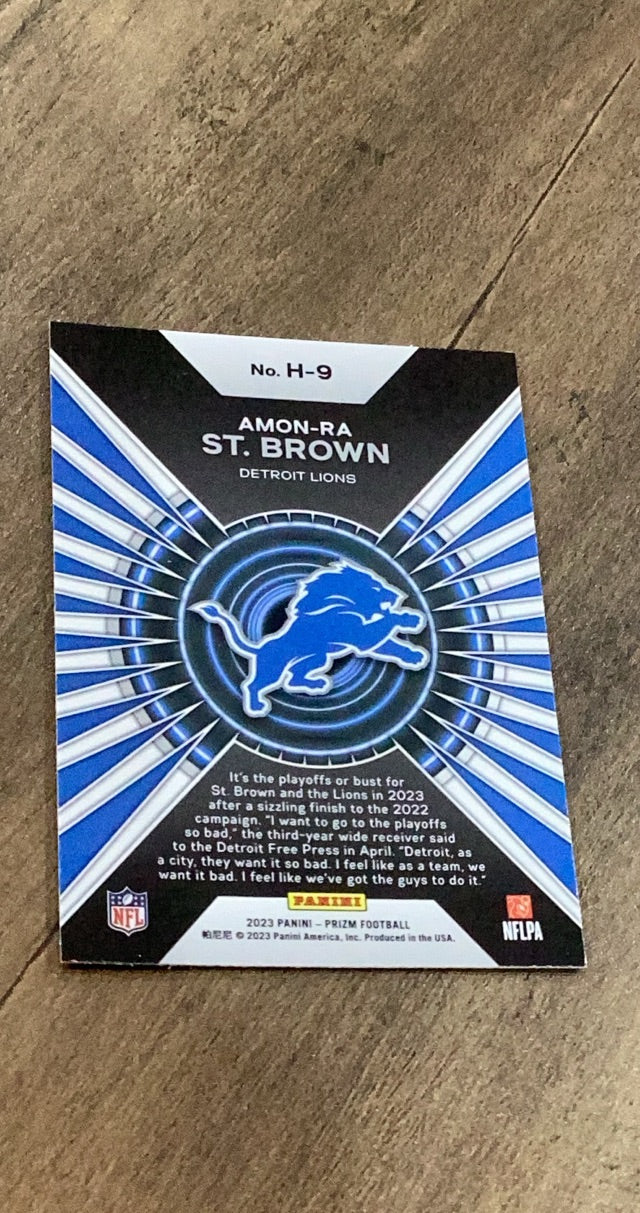 No. H-9
AMON-RA
ST. BROWN
DETROIT LIONS
It's the playoffs or bust for
St. Brown and the Lions in 2023
after a sizzling finish to the 2022
campaign. "I want to go to the playoffs
so bad," the third-year wide receiver said
to the Detroit Free Press in April. "Detroit, as
a city, they want it so bad. I feel like as a team, we
want it bad. I feel like we've got the guys to do it."
PANINI
NFL
2023 PANINI – PRIZM FOOTBALL
帕尼尼 © 2023 Panini America, Inc. Produced in the USA.
NFLPA